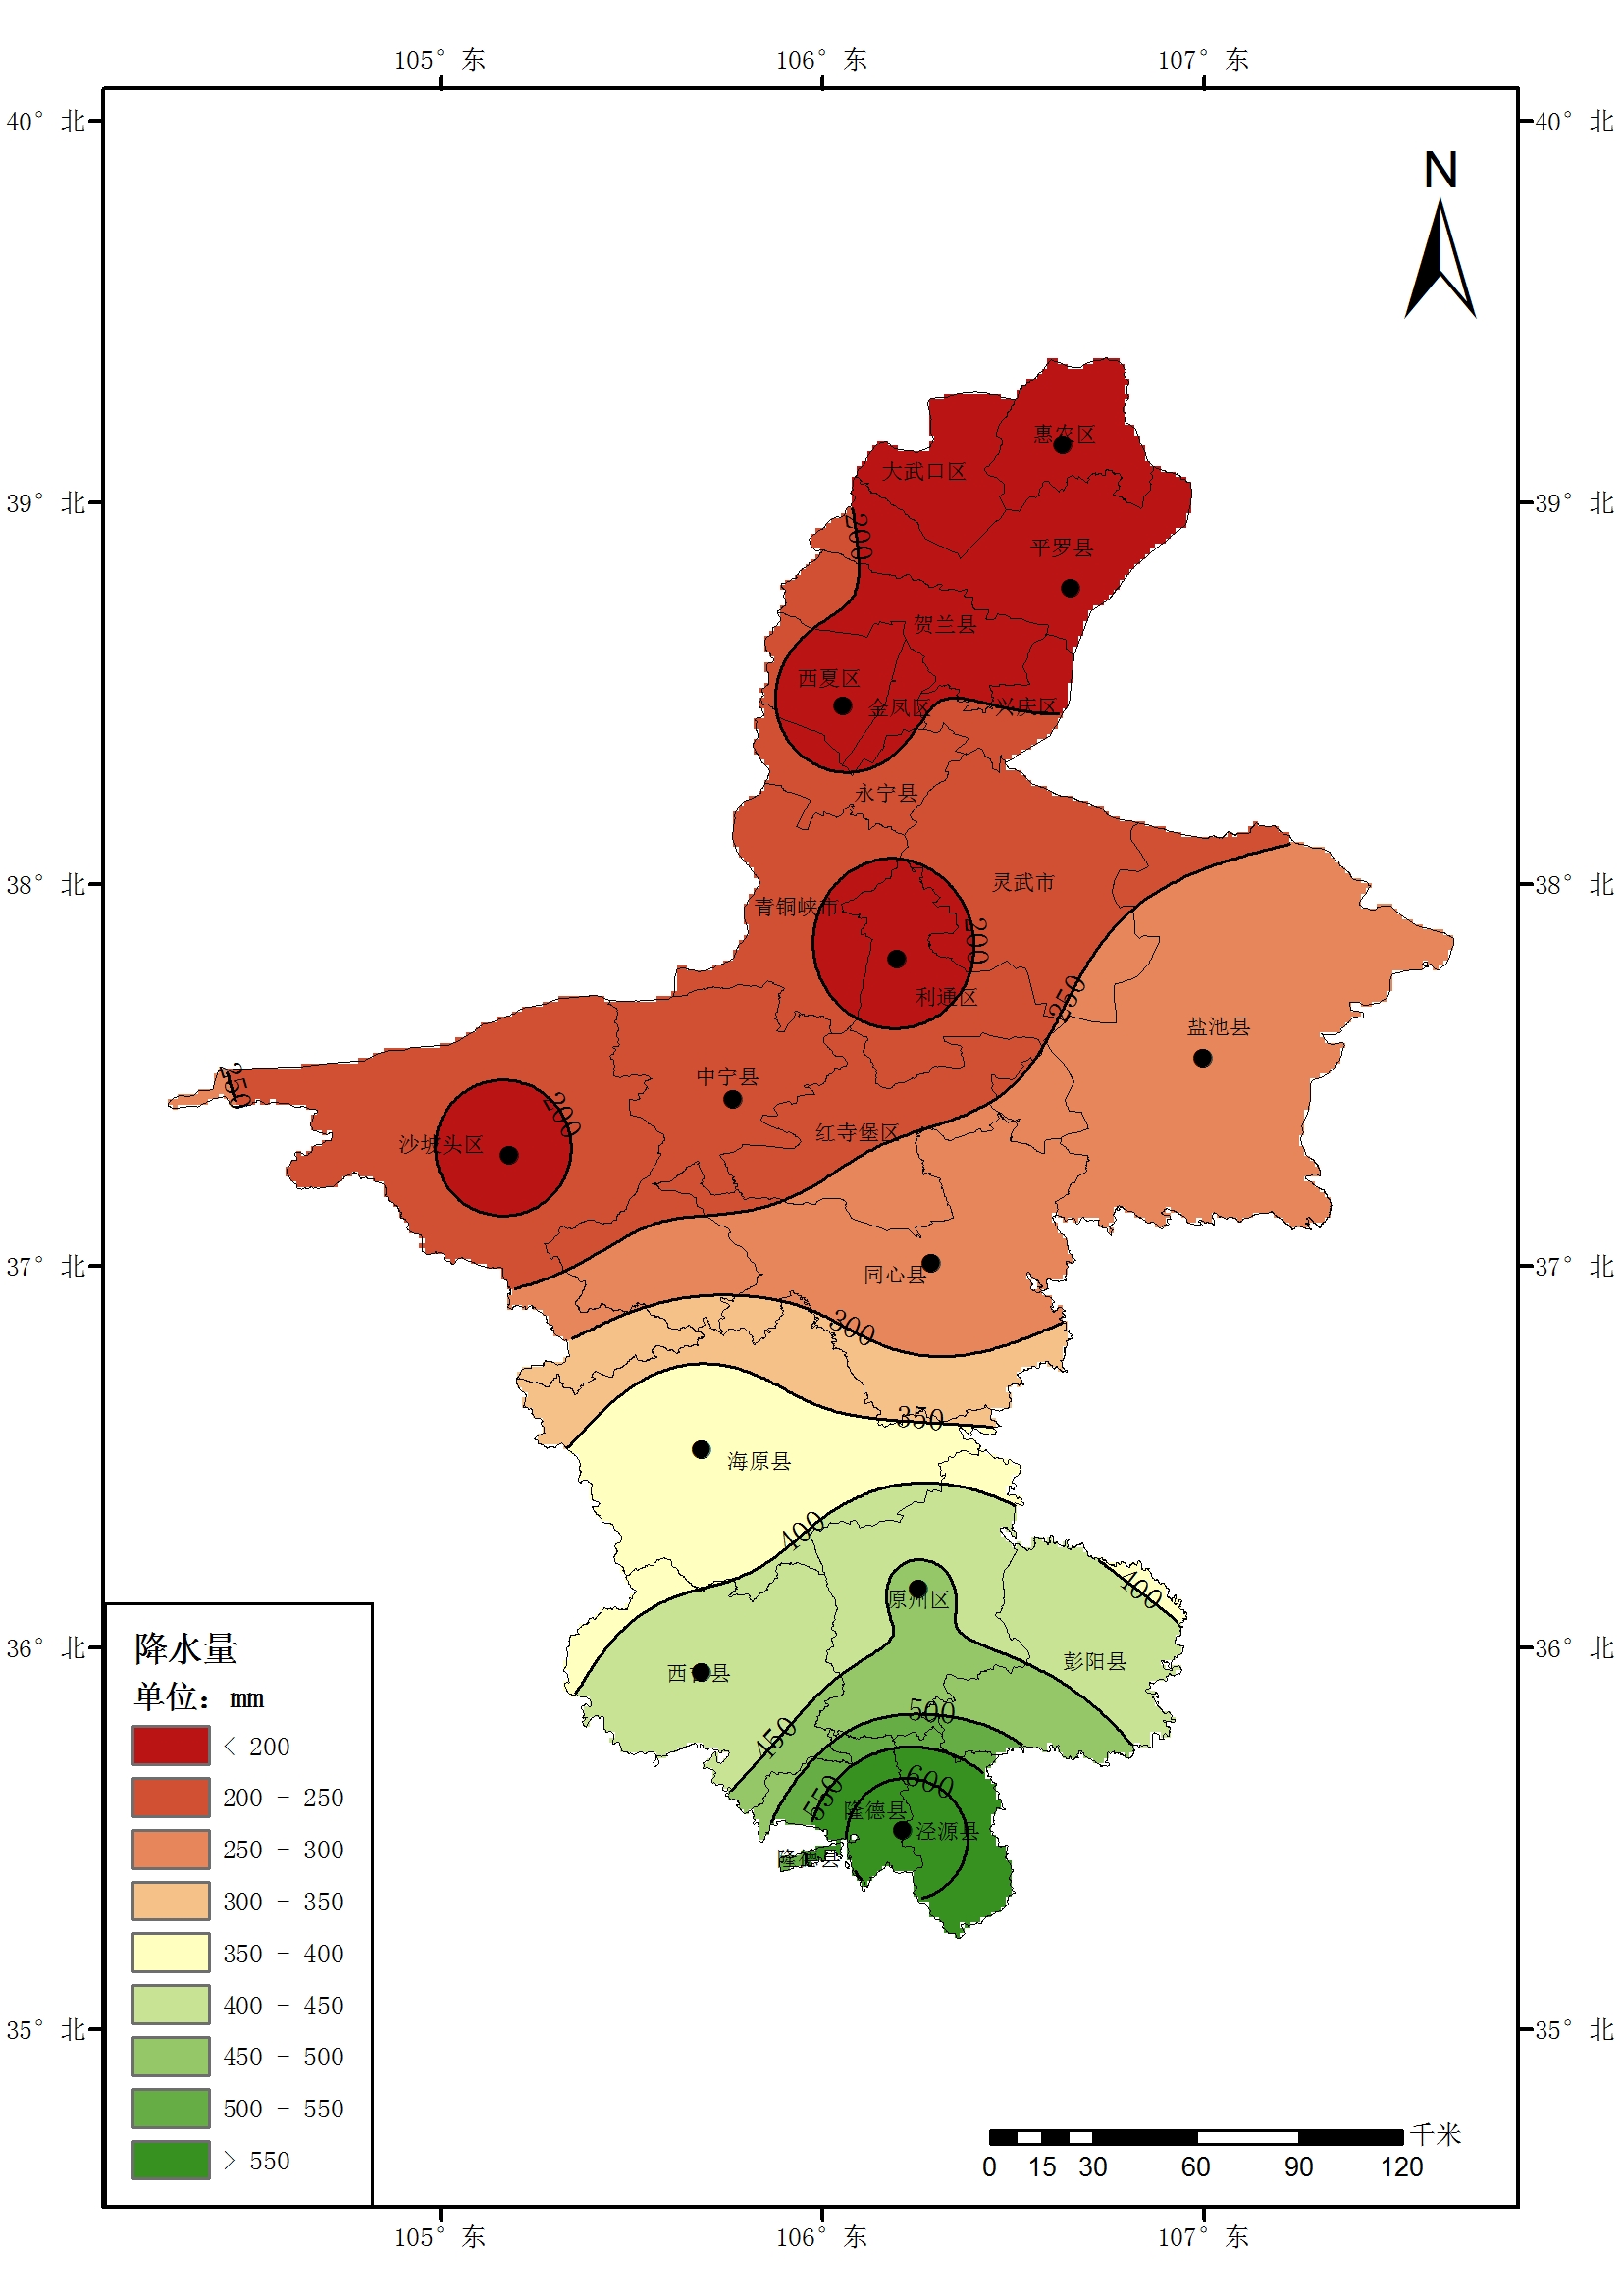 105° 东
106° 东
107° 东
40° 北
40° 北
N
惠农区
大武口区
39° 北
39° 北
200
平罗县
贺兰县
西夏区
金凤区
兴庆区
永宁县
38° 北
38° 北
灵武市
青铜峡市
200
利通区
250
盐池县
250
中宁县
200
红寺堡区
沙坡头区
37° 北
37° 北
同心县
300
350
海原县
400
400
原州区
36° 北
36° 北
彭阳县
西吉县
500
450
600
550
隆德县
泾源县
隆德县
降水量
单位：mm
< 200
200 - 250
250 - 300
300 - 350
350 - 400
400 - 450
450 - 500
500 - 550
> 550
35° 北
35° 北
千米
0 15 30 60 90 120
105° 东
106° 东
107° 东